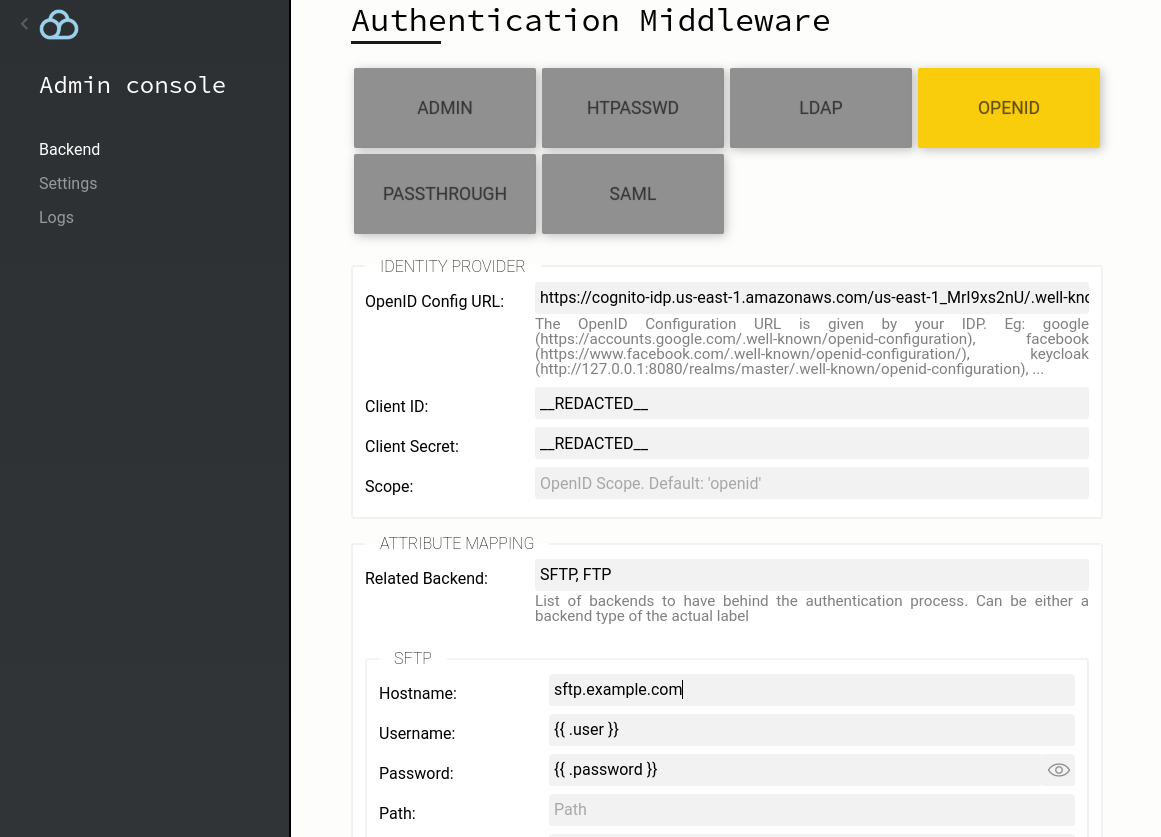 Authentication Middleware
Admin console
Backend
Settings
Logs
ADMIN
HTPASSWD
LDAP
OPENID
PASSTHROUGH
SAML
IDENTITY PROVIDER
OpenID Config URL:
https://cognito-idp.us-east-1.amazonaws.com/us-east-1_MrI9xs2nU/.well-kno
The OpenID Configuration URL is given by your IDP. Eg: google
(https://accounts.google.com/.well-known/openid-configuration), facebook
(https://www.facebook.com/.well-known/openid-configuration/), keycloak
(http://127.0.0.1:8080/realms/master/.well-known/openid-configuration), ...
Client ID:
__REDACTED__
Client Secret:
__REDACTED__
Scope:
OpenID Scope. Default: 'openid'
ATTRIBUTE MAPPING
Related Backend:
SFTP, FTP
List of backends to have behind the authentication process. Can be either a
backend type of the actual label
SFTP
Hostname:
sftp.example.com
Username:
{{ .user }}
Password:
{{ .password }}
Path:
Path